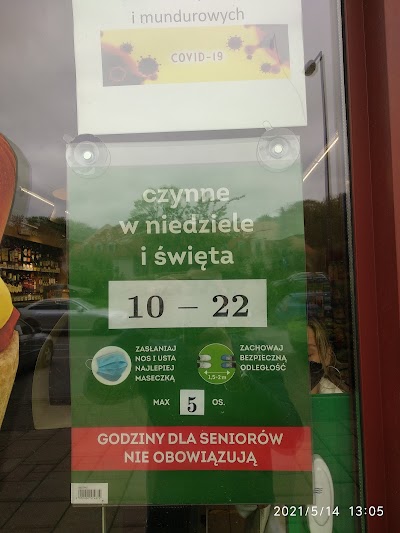 i mundurowych
COVID-19
czynne
w niedziele
i święta
10 – 22
ZASŁANIAJ
NOS I USTA
NAJLEPIEJ
MASECZKĄ
ZACHOWAJ
BEZPIECZNĄ
ODLEGŁOŚĆ
1,5-2 m
MAX 5 OS.
GODZINY DLA SENIORÓW
NIE OBOWIĄZUJĄ
2021/5/14 13:05